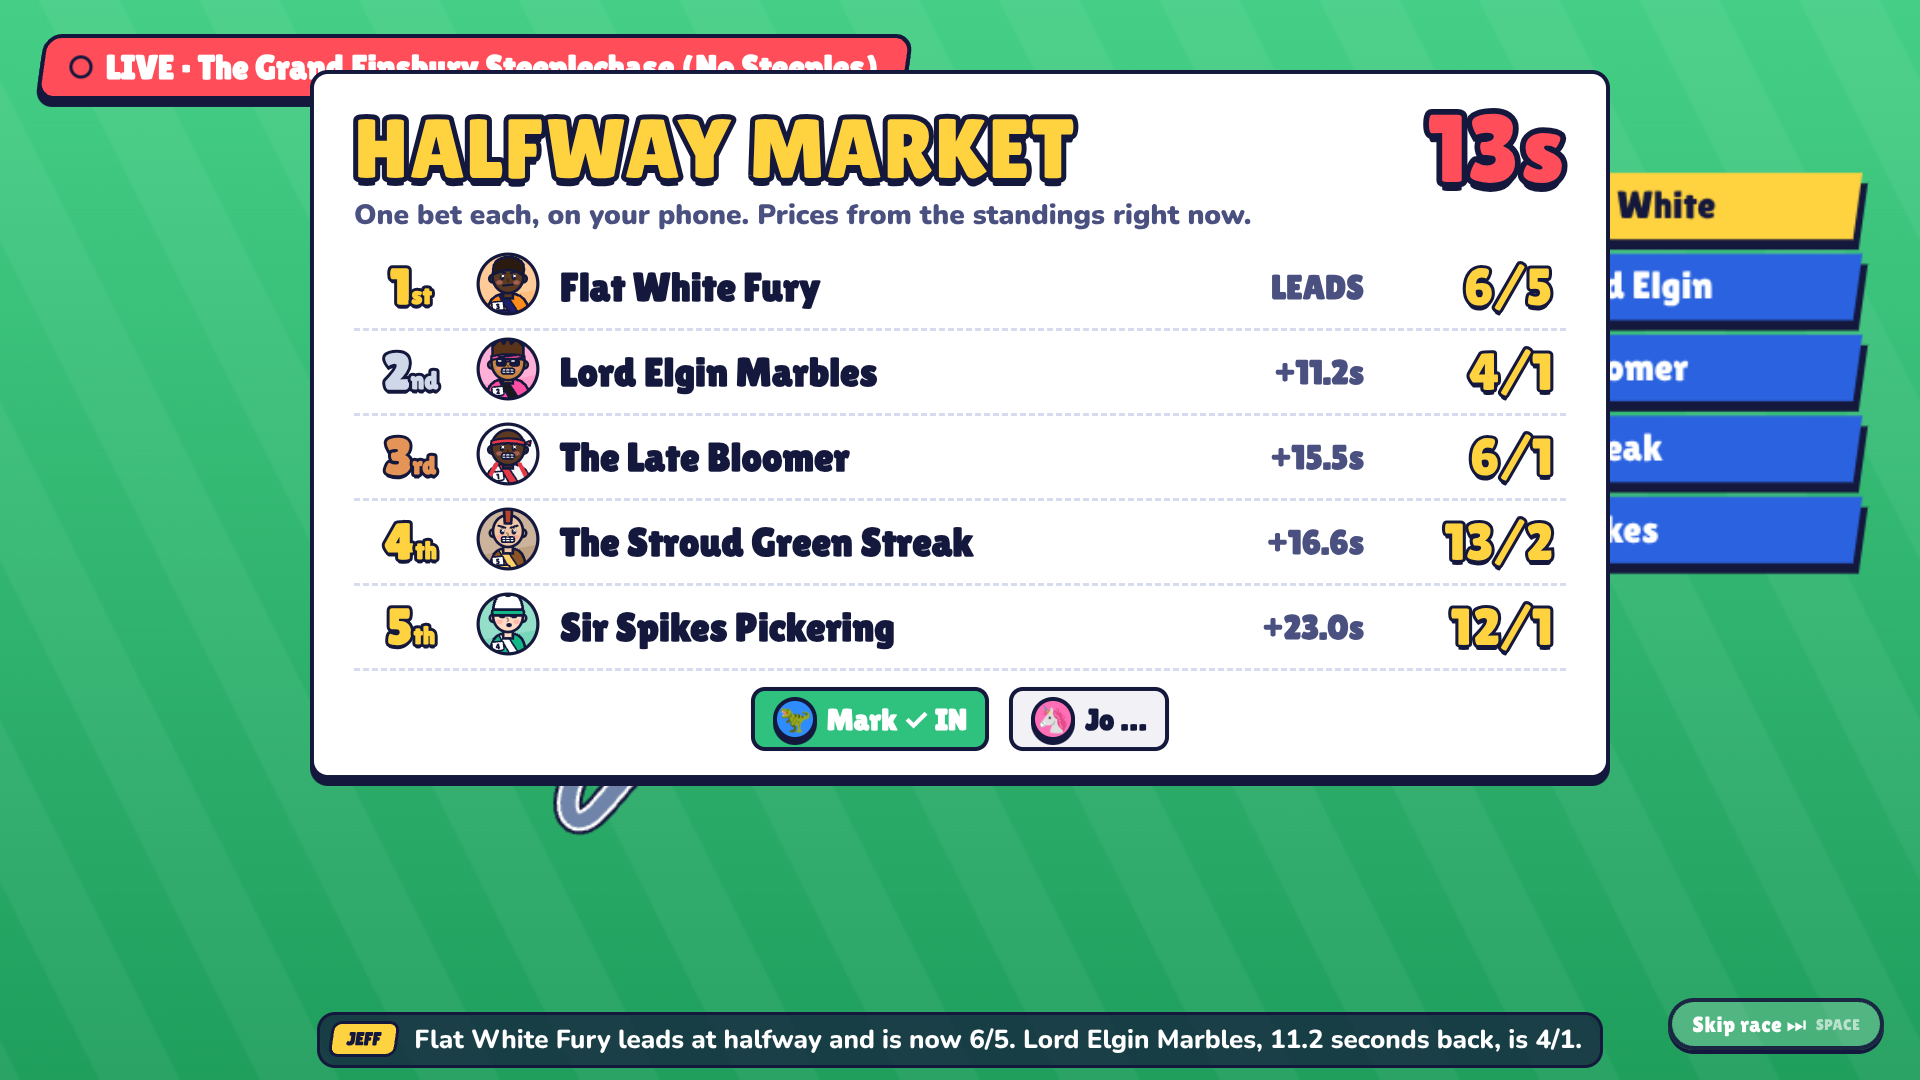 LIVE · The Grand Finsbury Steeplechase (No Steeples)
HALFWAY MARKET
13s
One bet each, on your phone. Prices from the standings right now.
1st Flat White Fury LEADS 6/5
2nd Lord Elgin Marbles +11.2s 4/1
3rd The Late Bloomer +15.5s 6/1
4th The Stroud Green Streak +16.6s 13/2
5th Sir Spikes Pickering +23.0s 12/1
Mark ✓ IN
Jo ...
White
d Elgin
omer
eak
kes
JEFF Flat White Fury leads at halfway and is now 6/5. Lord Elgin Marbles, 11.2 seconds back, is 4/1.
Skip race ⏭ SPACE